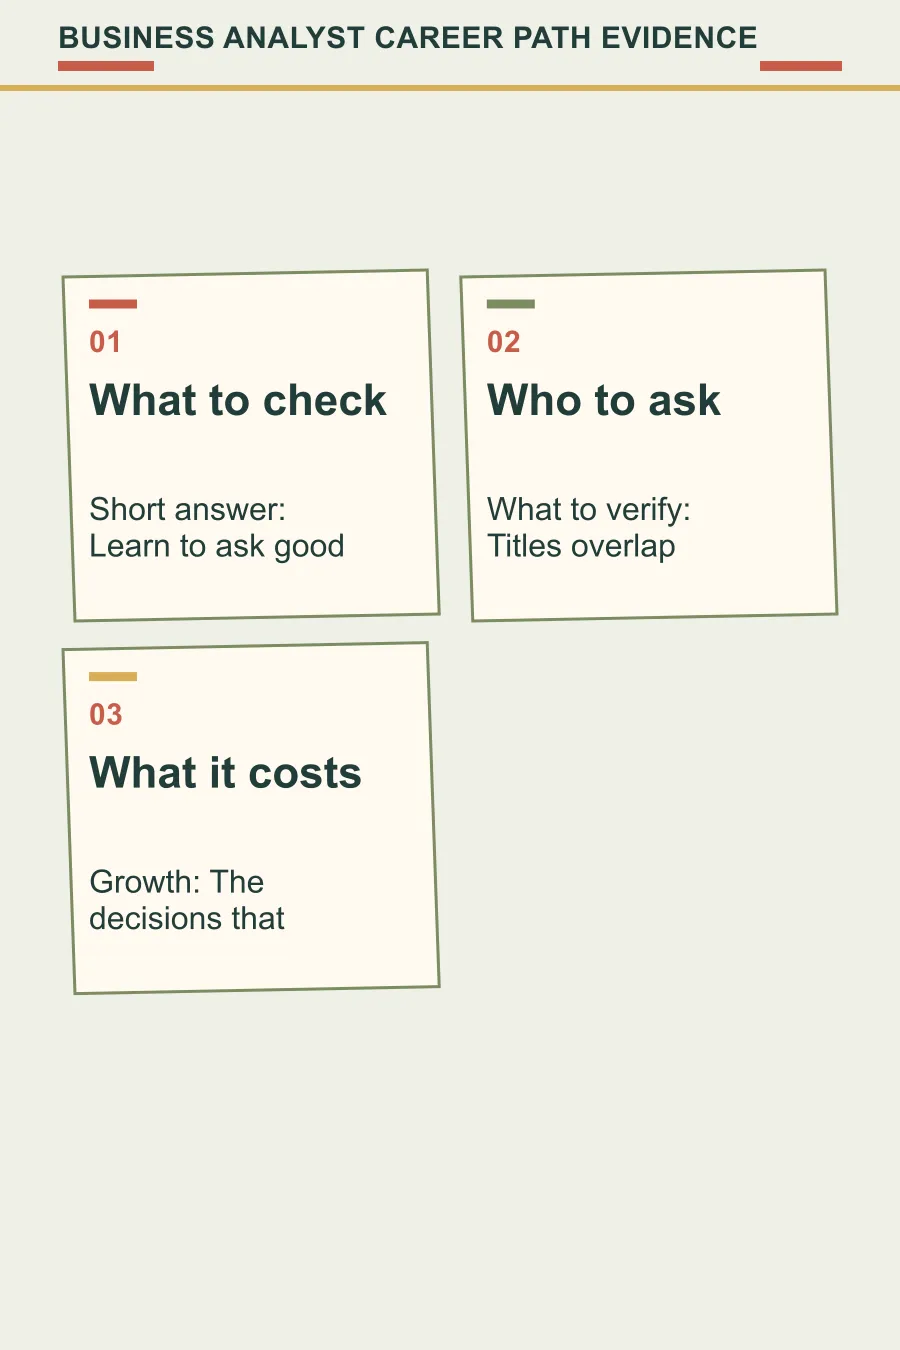 BUSINESS ANALYST CAREER PATH EVIDENCE
01
What to check
Short answer:
Learn to ask good
02
Who to ask
What to verify:
Titles overlap
03
What it costs
Growth: The
decisions that